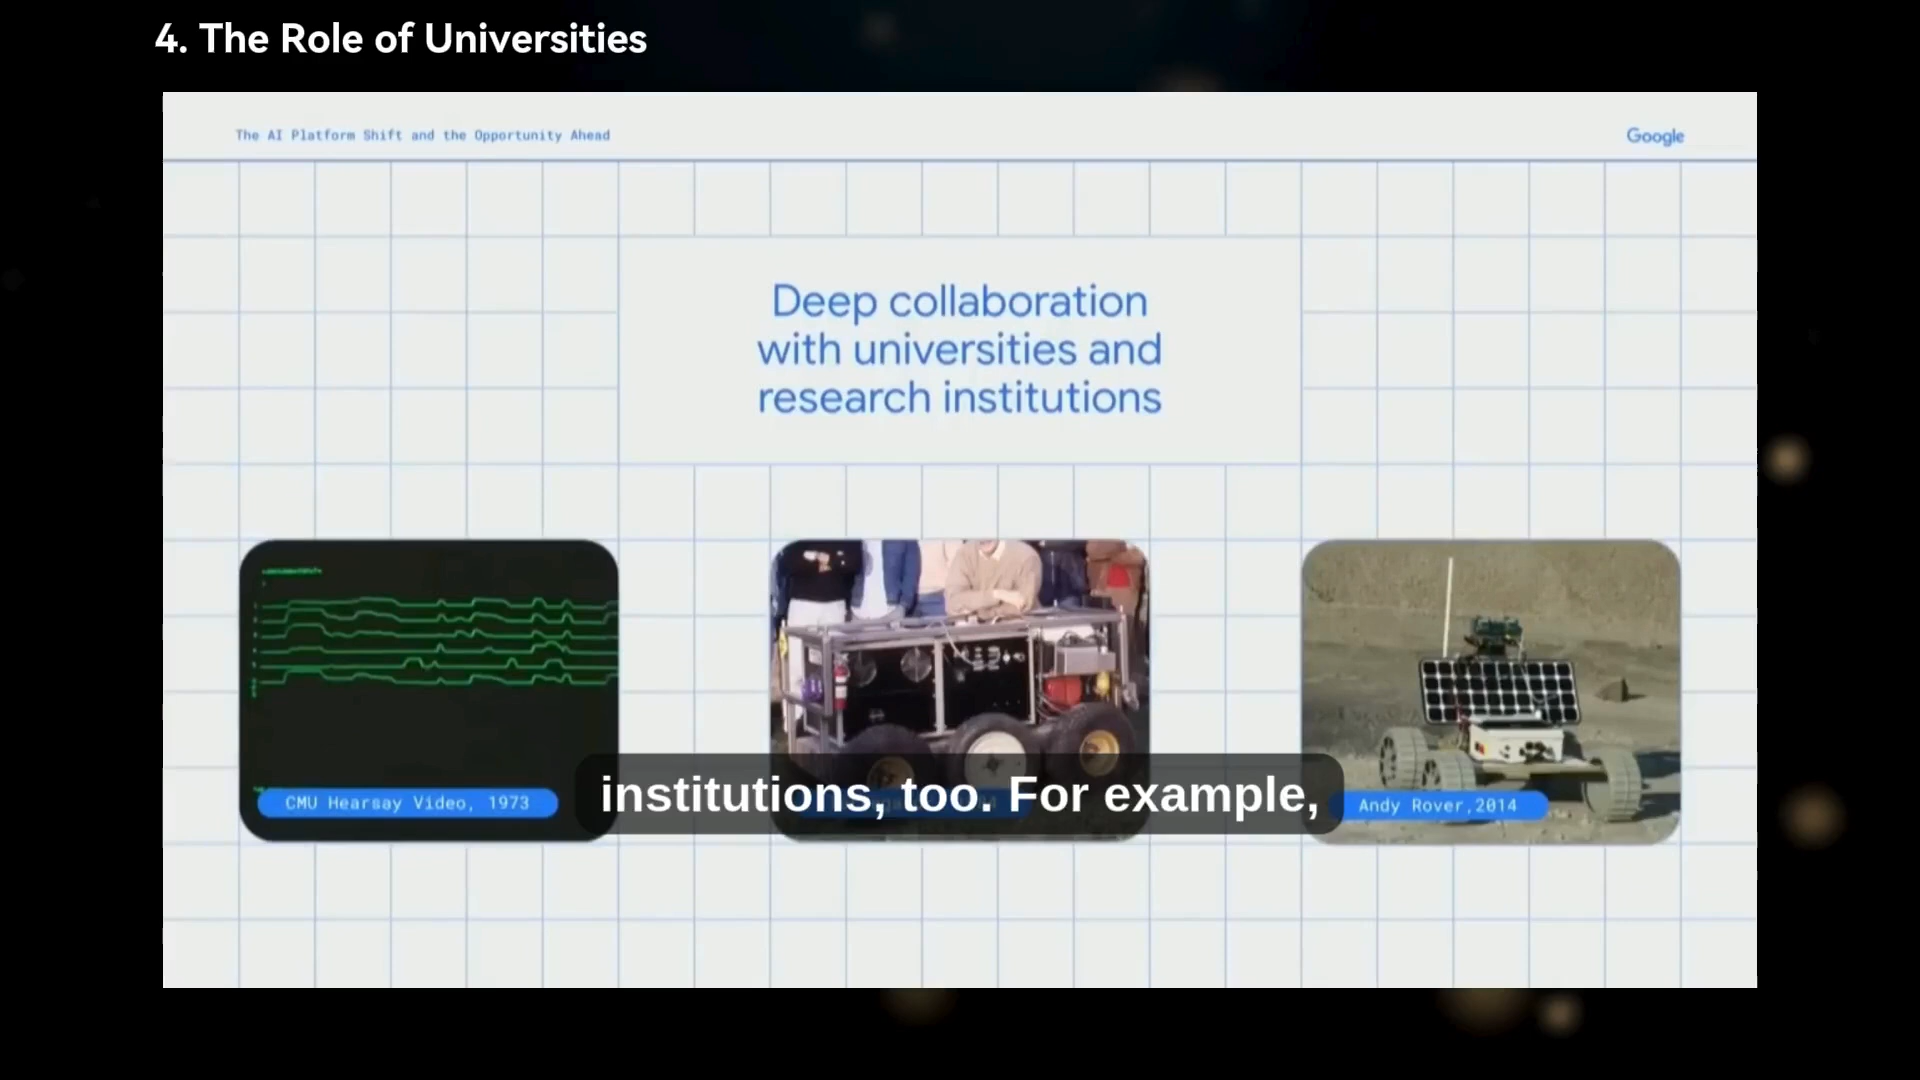 4. The Role of Universities
The AI Platform Shift and the Opportunity Ahead
Google
Deep collaboration
with universities and
research institutions
CMU Hearsay Video, 1973
institutions, too. For example,
Andy Rover,2014